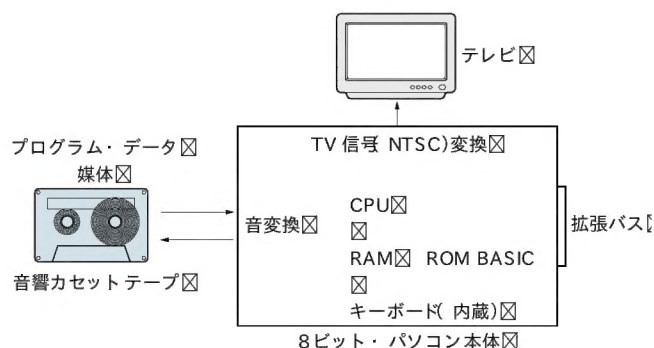 テレビ☒
TV 信号( NTSC)変換☒
プログラム・ データ☒
媒体☒
音響カセット テープ☒
音変換☒
CPU☒
☒
RAM☒ ROM BASIC
☒
キーボード( 内蔵)☒
拡張バス☒
8ビット・ パソコン本体☒